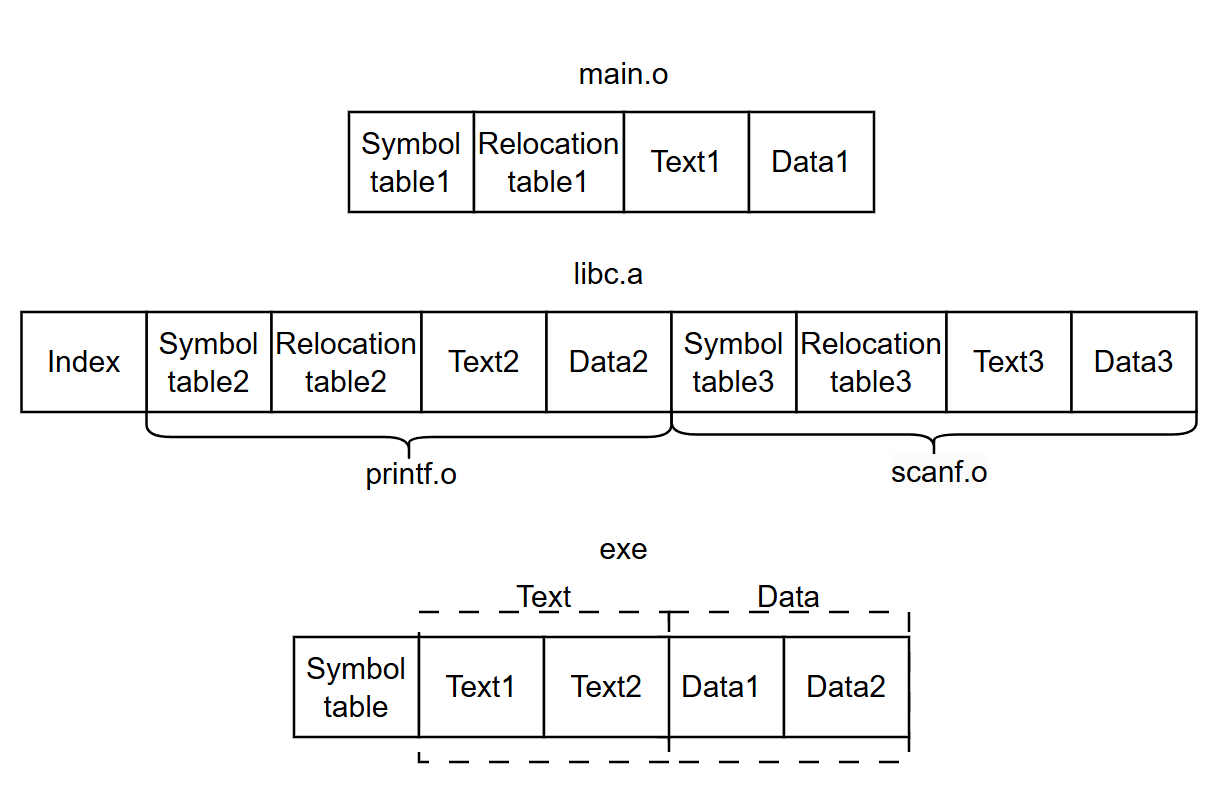 main.o
Symbol table1
Relocation table1
Text1
Data1
libc.a
Index
Symbol table2
Relocation table2
Text2
Data2
Symbol table3
Relocation table3
Text3
Data3
printf.o
scanf.o
exe
Text
Data
Symbol table
Text1
Text2
Data1
Data2